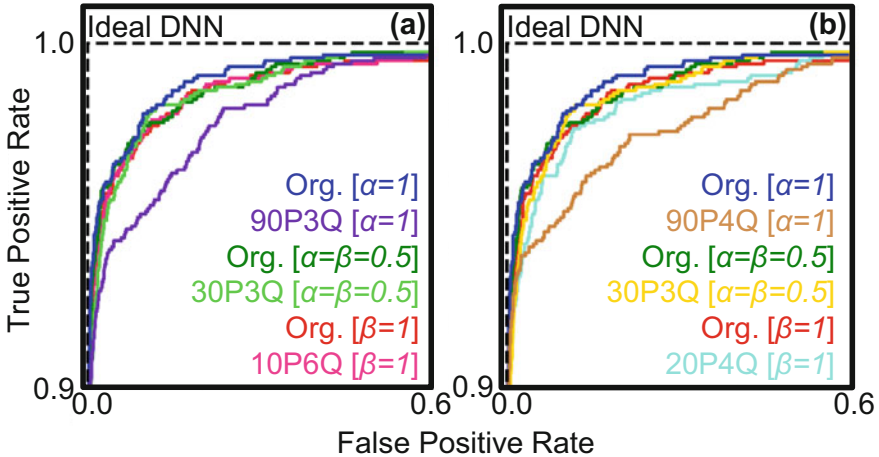 Ideal DNN (a)
1.0
Org. [α=1]
90P3Q [α=1]
Org. [α=β=0.5]
30P3Q [α=β=0.5]
Org. [β=1]
10P6Q [β=1]
0.9
0.0 0.6
Ideal DNN (b)
1.0
Org. [α=1]
90P4Q [α=1]
Org. [α=β=0.5]
30P3Q [α=β=0.5]
Org. [β=1]
20P4Q [β=1]
0.9
0.0 0.6
True Positive Rate
False Positive Rate